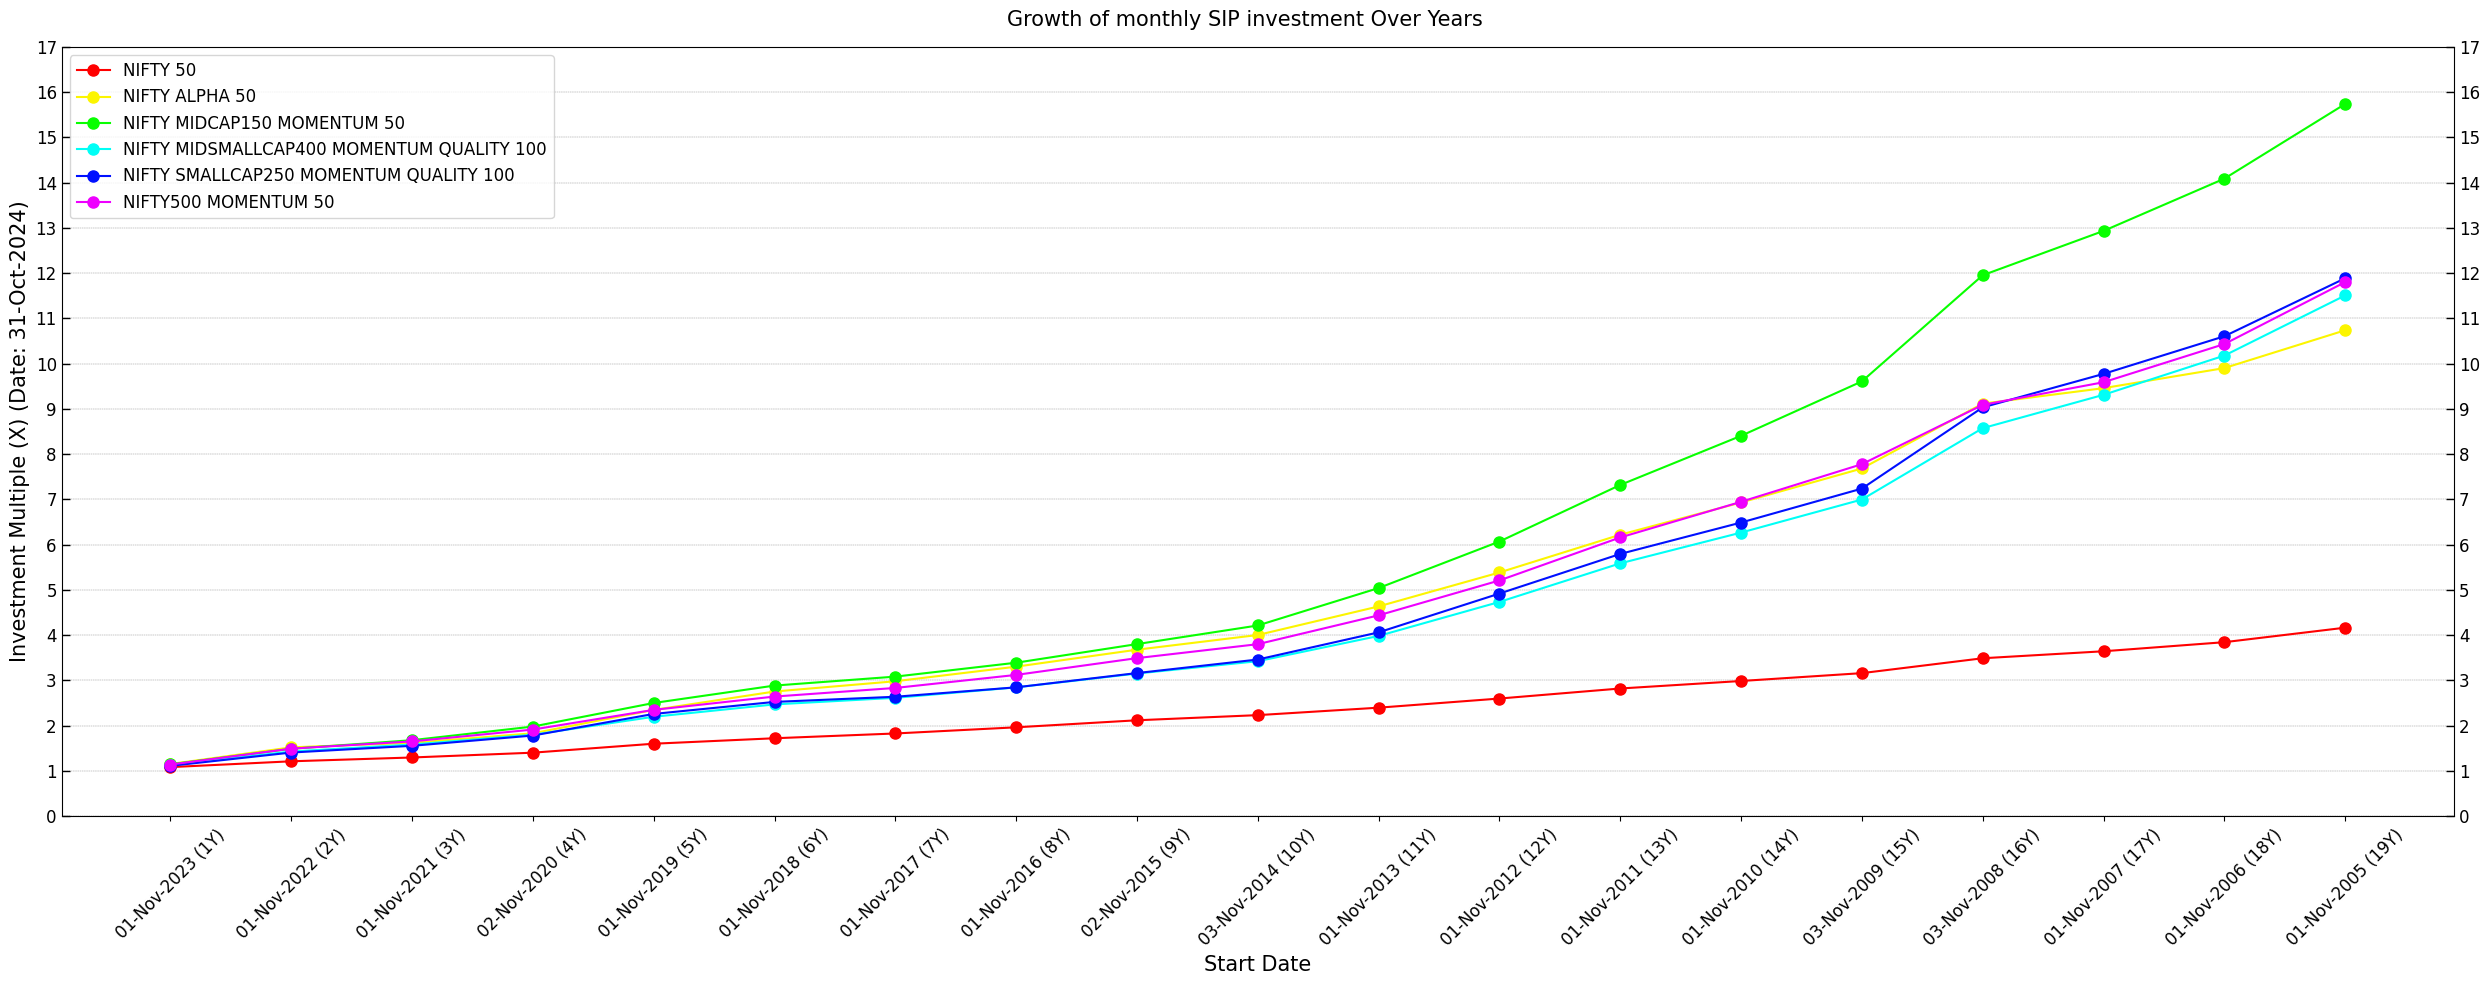 Growth of monthly SIP investment Over Years
Investment Multiple (X) (Date: 31-Oct-2024)
17
16
15
14
13
12
11
10
9
8
7
6
5
4
3
2
1
0
NIFTY 50
NIFTY ALPHA 50
NIFTY MIDCAP150 MOMENTUM 50
NIFTY MIDSMALLCAP400 MOMENTUM QUALITY 100
NIFTY SMALLCAP250 MOMENTUM QUALITY 100
NIFTY500 MOMENTUM 50
17
16
15
14
13
12
11
10
9
8
7
6
5
4
3
2
1
0
01-Nov-2023 (1Y)
01-Nov-2022 (2Y)
01-Nov-2021 (3Y)
02-Nov-2020 (4Y)
01-Nov-2019 (5Y)
01-Nov-2018 (6Y)
01-Nov-2017 (7Y)
01-Nov-2016 (8Y)
02-Nov-2015 (9Y)
03-Nov-2014 (10Y)
01-Nov-2013 (11Y)
01-Nov-2012 (12Y)
01-Nov-2011 (13Y)
01-Nov-2010 (14Y)
03-Nov-2009 (15Y)
03-Nov-2008 (16Y)
01-Nov-2007 (17Y)
01-Nov-2006 (18Y)
01-Nov-2005 (19Y)
Start Date